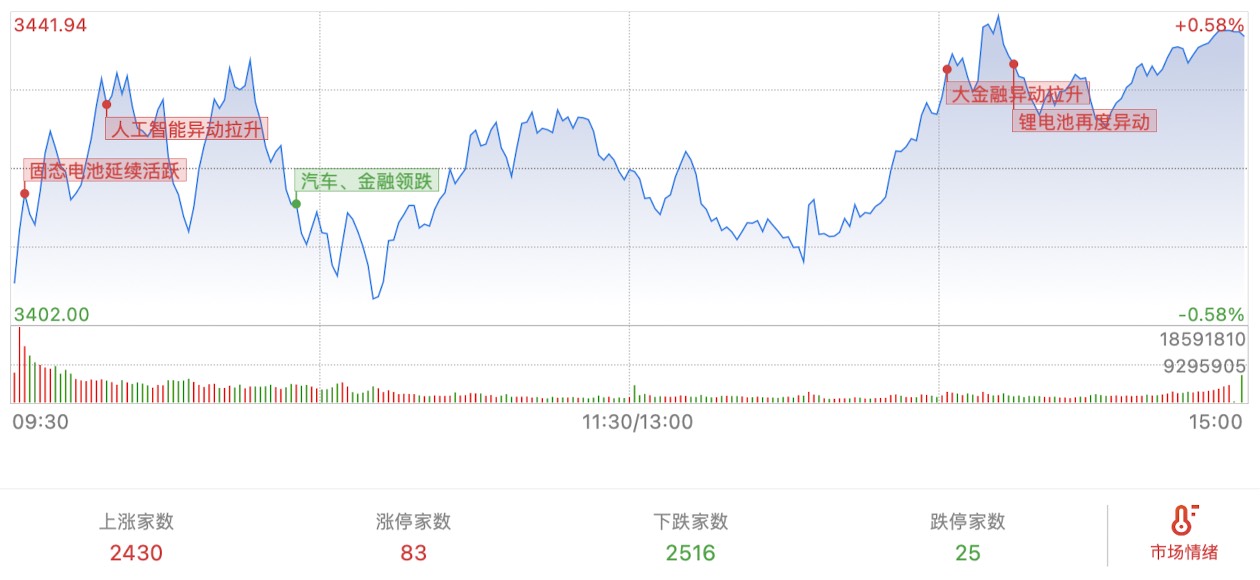 3441.94
+0.58%
大金融异动拉升
锂电池再度异动
人工智能异动拉升
固态电池延续活跃
汽车、金融领跌
3402.00
-0.58%
18591810
9295905
09:30
11:30/13:00
15:00
上涨家数
涨停家数
下跌家数
跌停家数
2430
83
2516
25
市场情绪